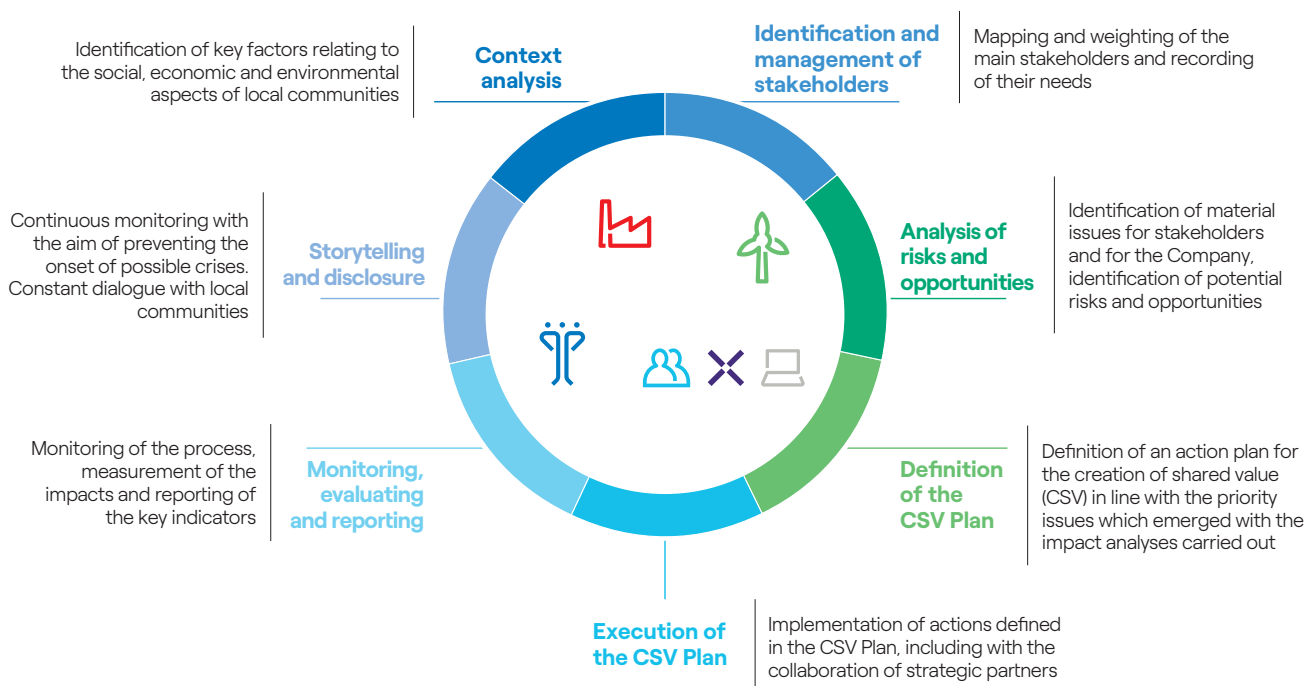 Context
analysis
Identification of key factors relating to
the social, economic and environmental
aspects of local communities
Identification and
management of
stakeholders
Mapping and weighting of the
main stakeholders and recording
of their needs
Analysis of
risks and
opportunities
Identification of material
issues for stakeholders
and for the Company,
identification of potential
risks and opportunities
Definition
of the
CSV Plan
Definition of an action plan for
the creation of shared value
(CSV) in line with the priority
issues which emerged with the
impact analyses carried out
Execution of
the CSV Plan
Implementation of actions defined
in the CSV Plan, including with the
collaboration of strategic partners
Monitoring,
evaluating
and reporting
Monitoring of the process,
measurement of the
impacts and reporting of
the key indicators
Storytelling
and disclosure
Continuous monitoring with
the aim of preventing the
onset of possible crises.
Constant dialogue with local
communities